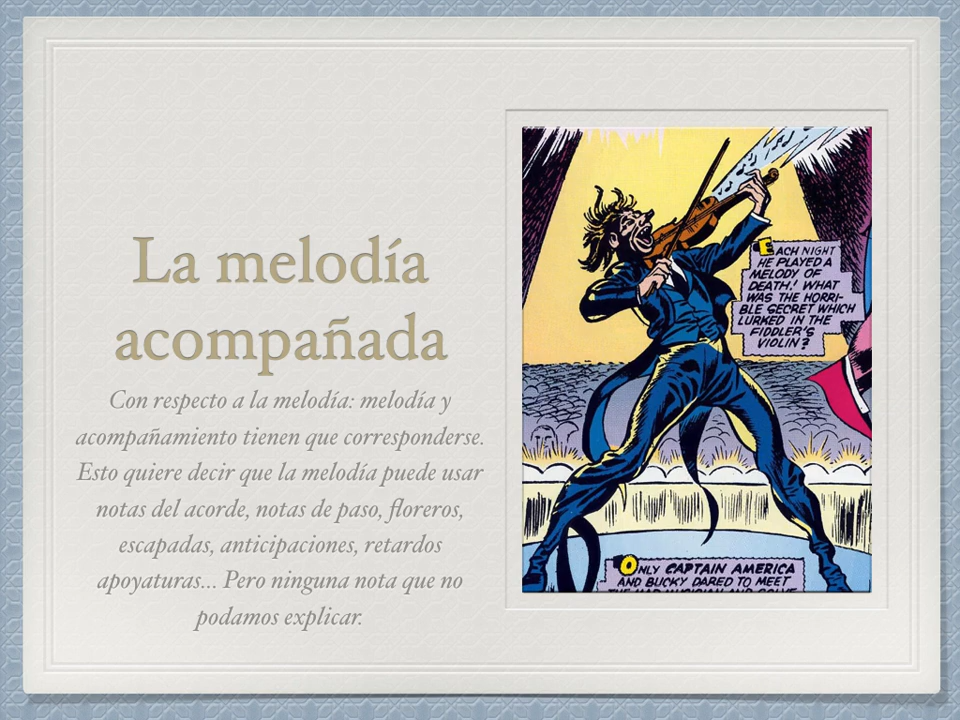 La melodía
acompañada
Con respecto a la melodía: melodía y
acompañamiento tienen que corresponderse.
Esto quiere decir que la melodía puede usar
notas del acorde, notas de paso, floreros,
escapadas, anticipaciones, retardos
apoyaturas... Pero ninguna nota que no
podamos explicar.
EACH NIGHT
HE PLAYED A
MELODY OF
DEATH! WHAT
WAS THE HORRI-
BLE SECRET WHICH
LURKED IN THE
FIDDLER'S
VIOLIN?
ONLY CAPTAIN AMERICA
AND BUCKY DARED TO MEET